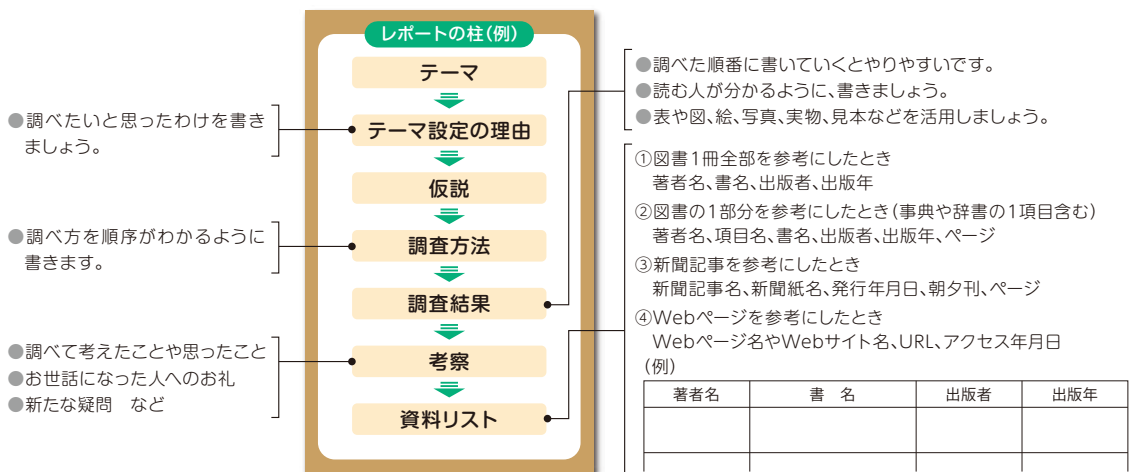 レポートの柱(例)
テーマ
テーマ設定の理由
仮説
調査方法
調査結果
考察
資料リスト
●調べたいと思ったわけを書き
ましょう。
●調べ方を順序がわかるように
書きます。
●調べて考えたことや思ったこと
●お世話になった人へのお礼
●新たな疑問　など
●調べた順番に書いていくとやりやすいです。
●読む人が分かるように、書きましょう。
●表や図、絵、写真、実物、見本などを活用しましょう。
①図書1冊全部を参考にしたとき
著者名、書名、出版者、出版年
②図書の1部分を参考にしたとき(事典や辞書の1項目含む)
著者名、項目名、書名、出版者、出版年、ページ
③新聞記事を参考にしたとき
新聞記事名、新聞紙名、発行年月日、朝夕刊、ページ
④Webページを参考にしたとき
Webページ名やWebサイト名、URL、アクセス年月日
(例)
著者名　書　名　出版者　出版年